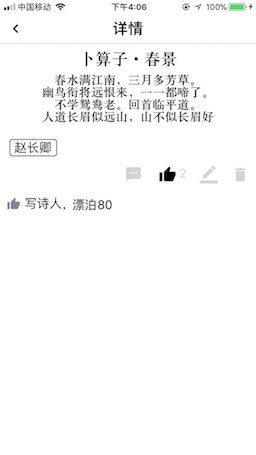 中国移动
下午4:06
100%
详情
卜算子·春景
春水满江南，三月多芳草。
幽鸟衔将远恨来，一一都啼了。
不学鸳鸯老。回首临平道。
人道长眉似远山，山不似长眉好
赵长卿
2
写诗人，漂泊80